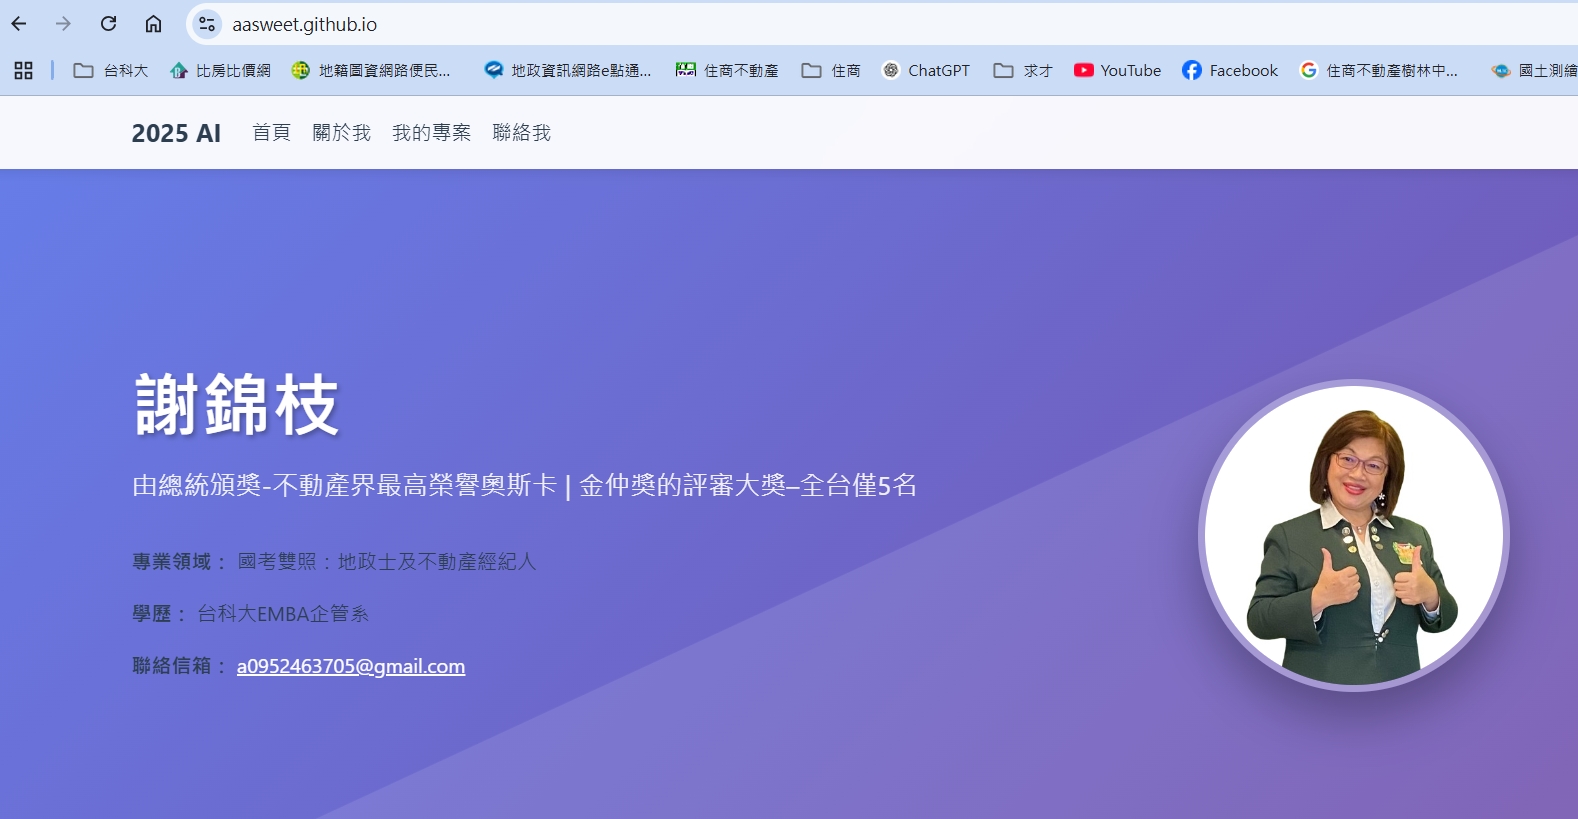 aasweet.github.io
台科大 比房比價網 地籍圖資網路便民... 地政資訊網路e點通... 住商不動產 住商 ChatGPT 求才 YouTube Facebook 住商不動產樹林中... 國土測繪
2025 AI 首頁 關於我 我的專案 聯絡我
謝錦枝
由總統頒獎-不動產界最高榮譽奧斯卡 | 金仲獎的評審大獎–全台僅5名
專業領域： 國考雙照：地政士及不動產經紀人
學歷： 台科大EMBA企管系
聯絡信箱： a0952463705@gmail.com